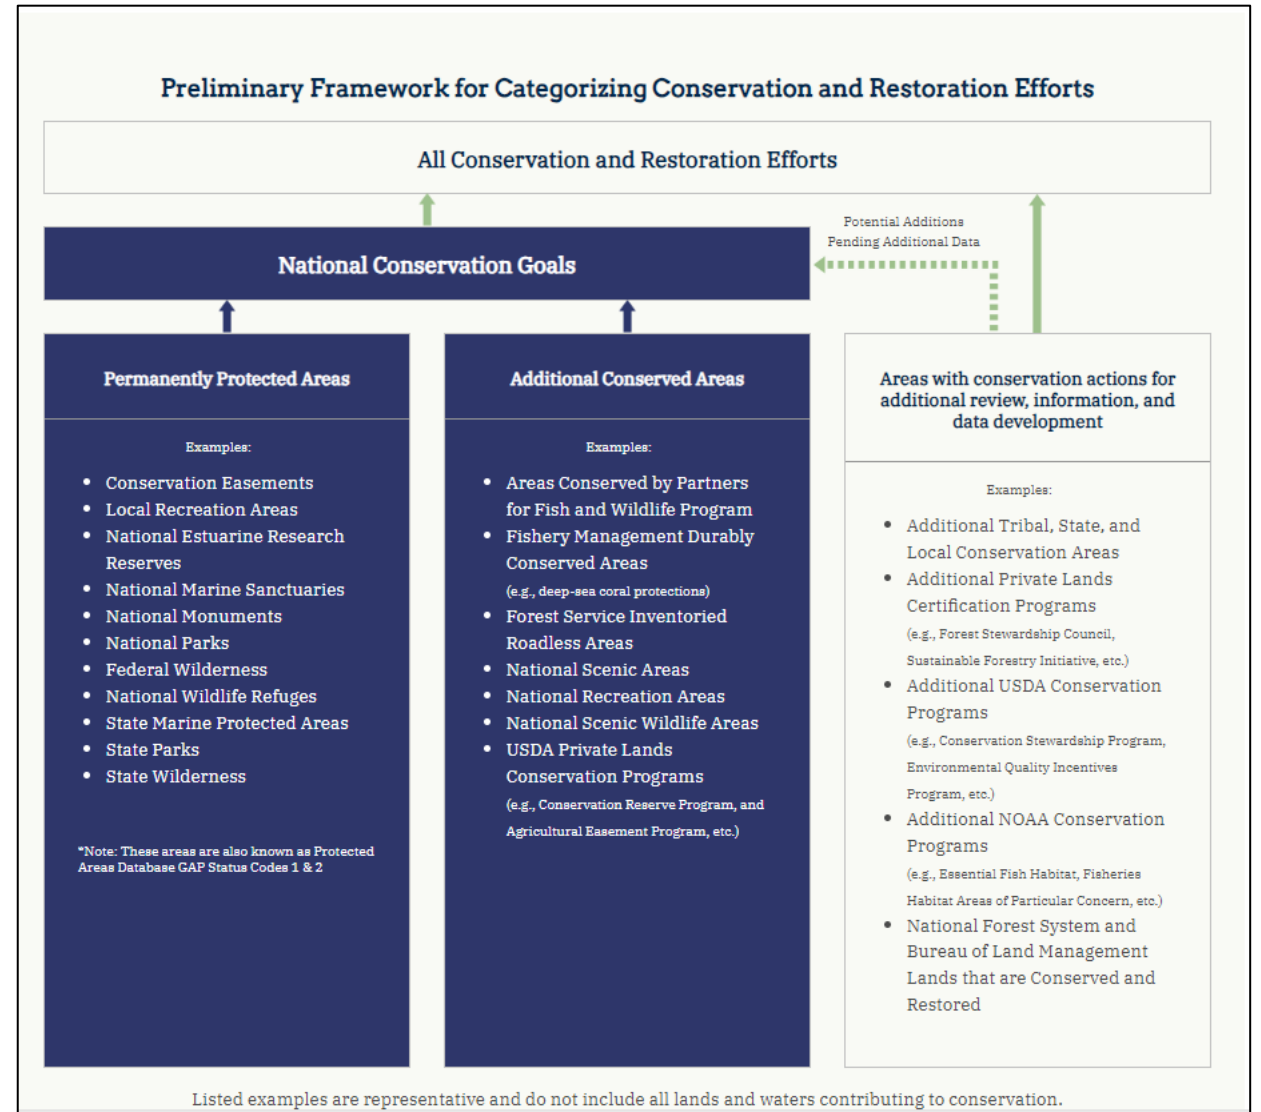 Preliminary Framework for Categorizing Conservation and Restoration Efforts
All Conservation and Restoration Efforts
Potential Additions
Pending Additional Data
National Conservation Goals
Permanently Protected Areas
Examples:
• Conservation Easements
• Local Recreation Areas
• National Estuarine Research
Reserves
• National Marine Sanctuaries
• National Monuments
• National Parks
• Federal Wilderness
• National Wildlife Refuges
• State Marine Protected Areas
• State Parks
• State Wilderness
*Note: These areas are also known as Protected
Areas Database GAP Status Codes 1 & 2
Additional Conserved Areas
Examples:
• Areas Conserved by Partners
for Fish and Wildlife Program
• Fishery Management Durably
Conserved Areas
(e.g., deep-sea coral protections)
• Forest Service Inventoried
Roadless Areas
• National Scenic Areas
• National Recreation Areas
• National Scenic Wildlife Areas
• USDA Private Lands
Conservation Programs
(e.g., Conservation Reserve Program, and
Agricultural Easement Program, etc.)
Areas with conservation actions for
additional review, information, and
data development
Examples:
• Additional Tribal, State, and
Local Conservation Areas
• Additional Private Lands
Certification Programs
(e.g., Forest Stewardship Council,
Sustainable Forestry Initiative, etc.)
• Additional USDA Conservation
Programs
(e.g., Conservation Stewardship Program,
Environmental Quality Incentives
Program, etc.)
• Additional NOAA Conservation
Programs
(e.g., Essential Fish Habitat, Fisheries
Habitat Areas of Particular Concern, etc.)
• National Forest System and
Bureau of Land Management
Lands that are Conserved and
Restored
Listed examples are representative and do not include all lands and waters contributing to conservation.